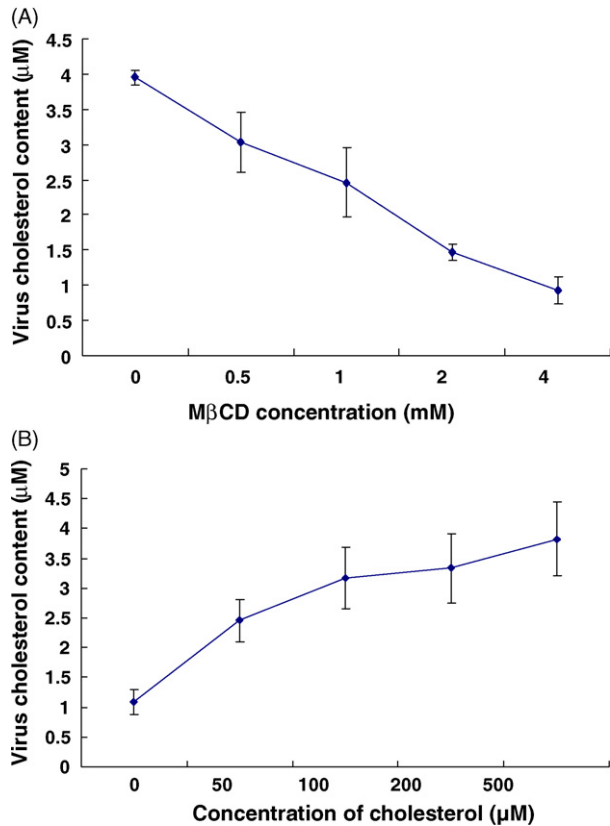 (A)
Virus cholesterol content (μM)
4.5
4
3.5
3
2.5
2
1.5
1
0.5
0
0 0.5 1 2 4
MβCD concentration (mM)
(B)
Virus cholesterol content (μM)
5
4.5
4
3.5
3
2.5
2
1.5
1
0.5
0
0 50 100 200 500
Concentration of cholesterol (μM)